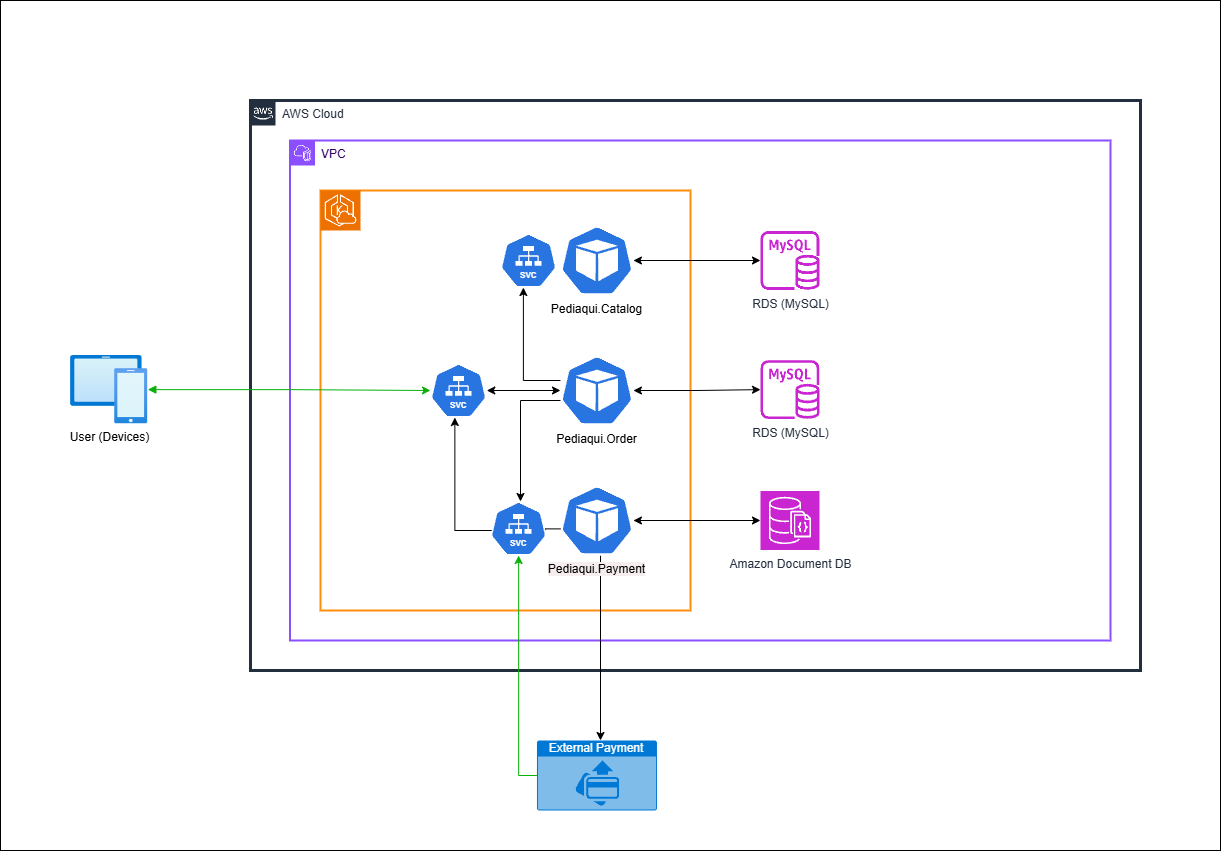 aws
AWS Cloud
VPC
K
svc
Pediaqui.Catalog
MySQL
RDS (MySQL)
User (Devices)
svc
Pediaqui.Order
MySQL
RDS (MySQL)
svc
Pediaqui.Payment
{}
Amazon Document DB
External Payment